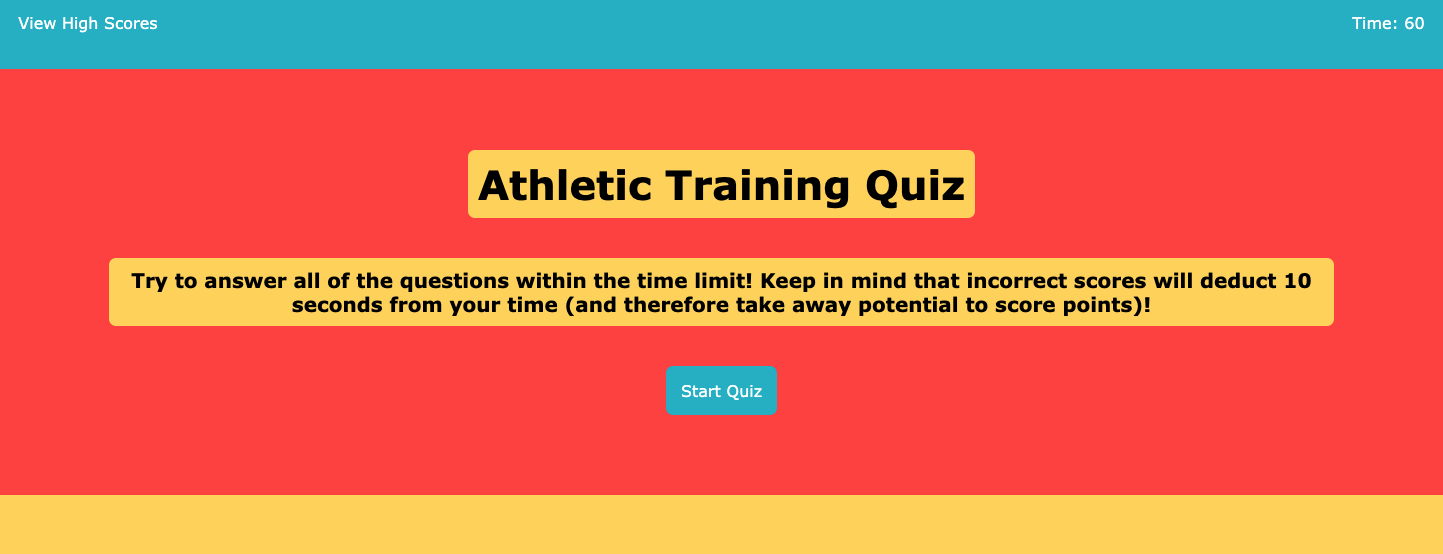 View High Scores
Time: 60
Athletic Training Quiz
Try to answer all of the questions within the time limit! Keep in mind that incorrect scores will deduct 10
seconds from your time (and therefore take away potential to score points)!
Start Quiz